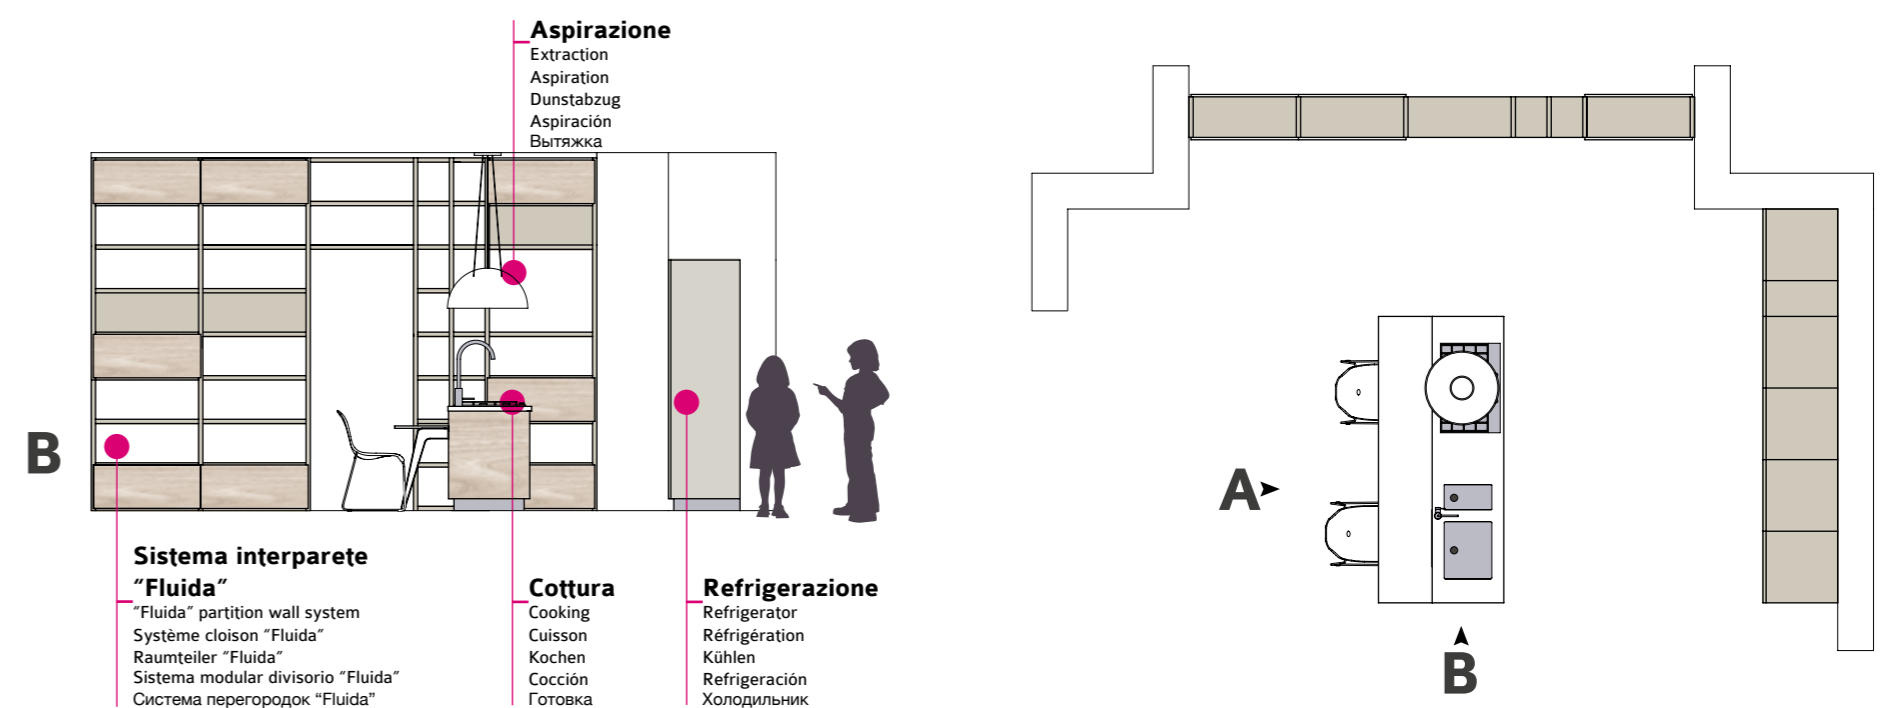 Aspirazione
Extraction
Aspiration
Dunstabzug
Aspiración
Вытяжка
B
Sistema interparete
"Fluida"
"Fluida" partition wall system
Système cloison "Fluida"
Raumteiler "Fluida"
Sistema modular divisorio "Fluida"
Система перегородок “Fluida”
Cottura
Cooking
Cuisson
Kochen
Cocción
Готовка
Refrigerazione
Refrigerator
Réfrigération
Kühlen
Refrigeración
Холодильник
A
B